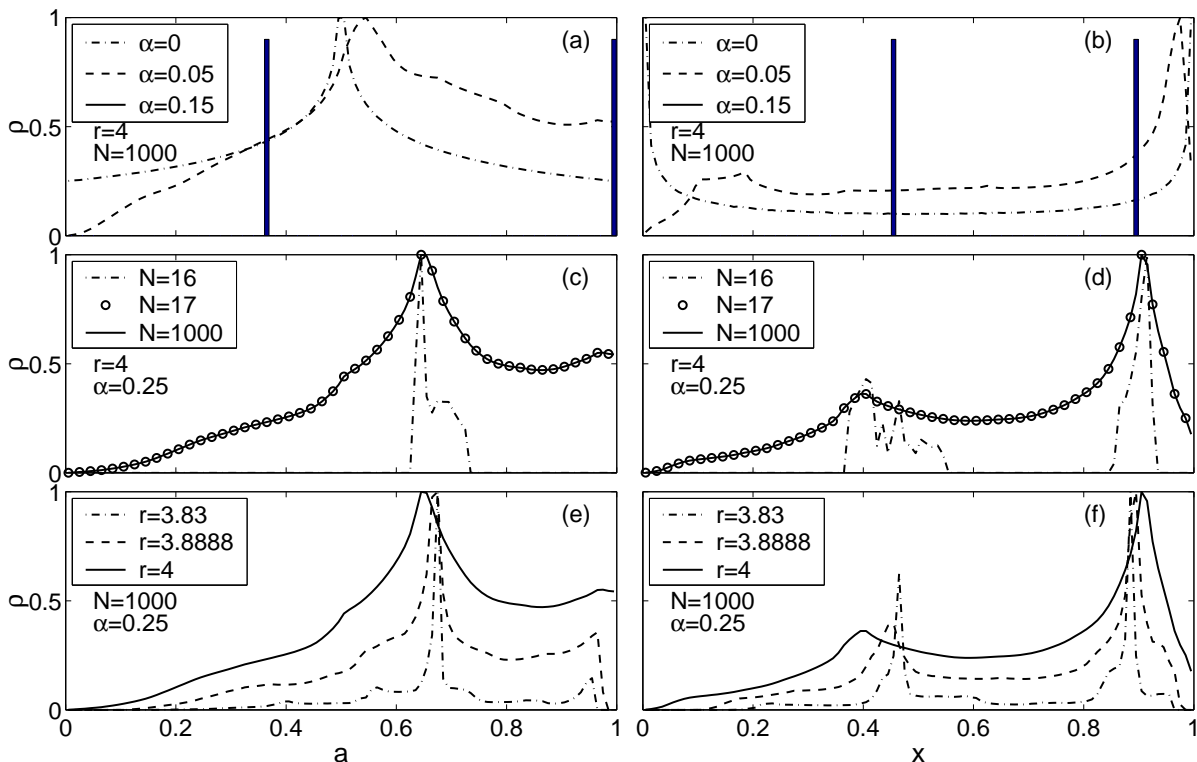 1
0.5
0
ρ
α=0
α=0.05
α=0.15
r=4
N=1000
(a)
α=0
α=0.05
α=0.15
r=4
N=1000
(b)
1
0.5
0
ρ
N=16
N=17
N=1000
r=4
α=0.25
(c)
N=16
N=17
N=1000
r=4
α=0.25
(d)
1
0.5
0
ρ
r=3.83
r=3.8888
r=4
N=1000
α=0.25
(e)
r=3.83
r=3.8888
r=4
N=1000
α=0.25
(f)
0 0.2 0.4 0.6 0.8 1
a
0 0.2 0.4 0.6 0.8 1
x